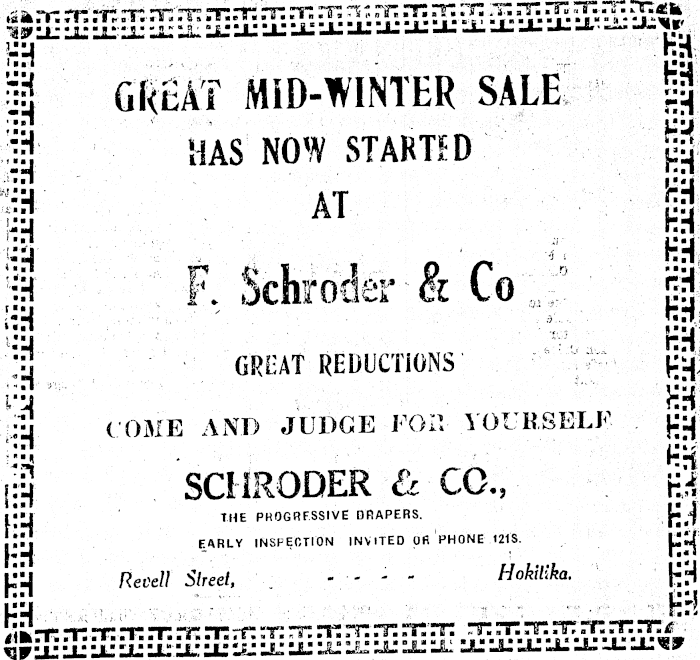 GREAT MID-WINTER SALE
HAS NOW STARTED
AT
F. Schroder & Co
GREAT REDUCTIONS
COME AND JUDGE FOR YOURSELF
SCHRODER & CO.,
THE PROGRESSIVE DRAPERS.
EARLY INSPECTION INVITED OR PHONE 121S.
Revell Street, - - - - Hokitika.